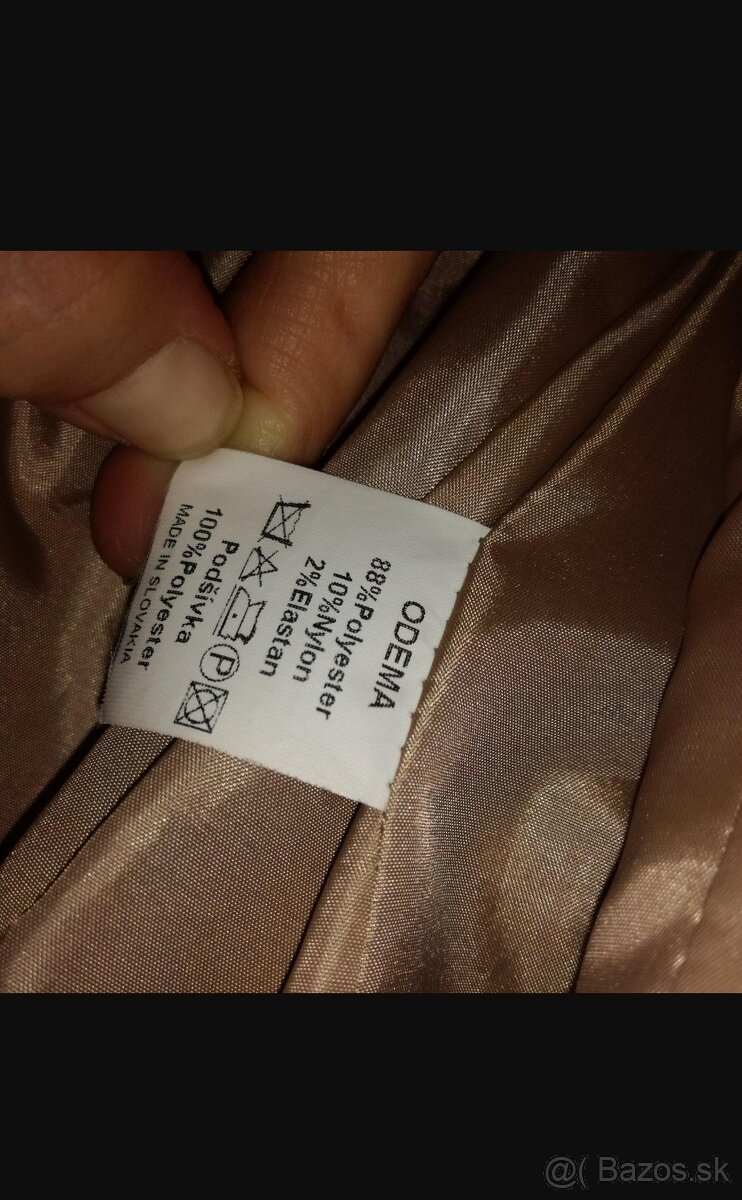 ODEMA
88%Polyester
10%Nylon
2%Elastan
P
Podšívka
100%Polyester
MADE IN SLOVAKIA
@( Bazos.sk